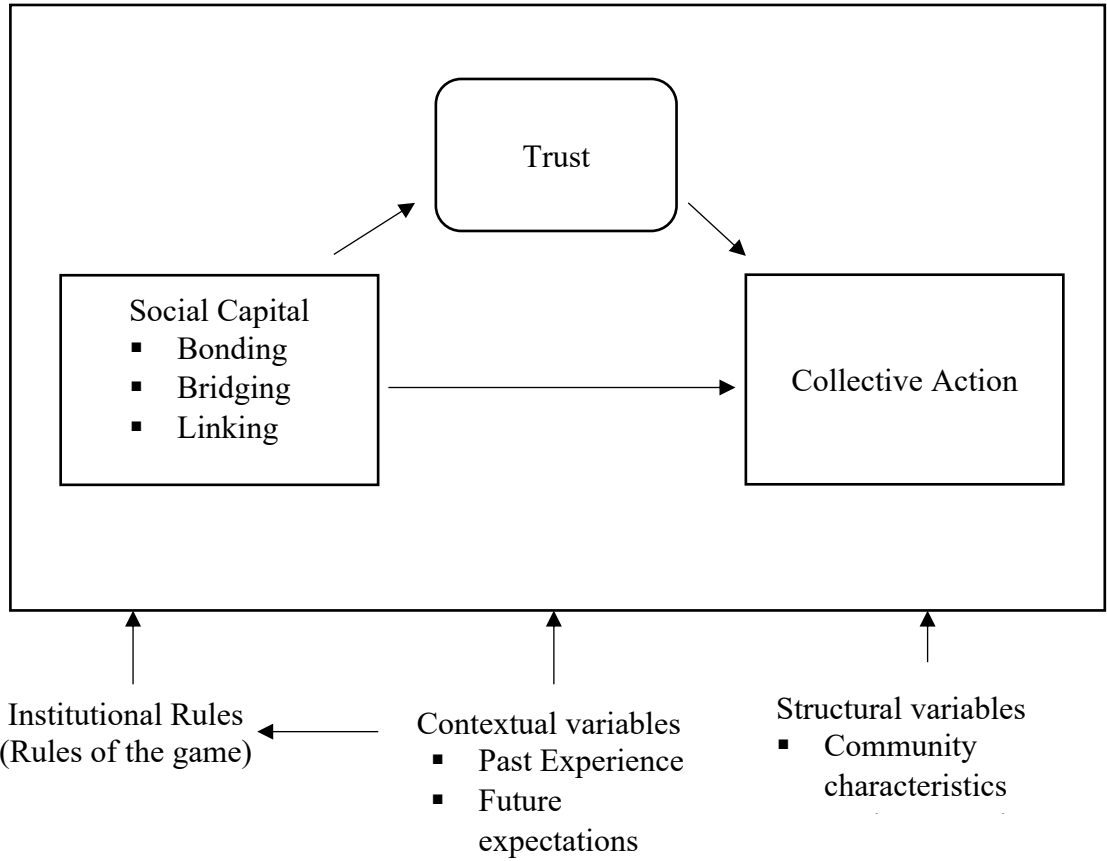 Trust
Social Capital
▪ Bonding
▪ Bridging
▪ Linking
Collective Action
Institutional Rules
(Rules of the game)
Contextual variables
▪ Past Experience
▪ Future
expectations
Structural variables
▪ Community
characteristics